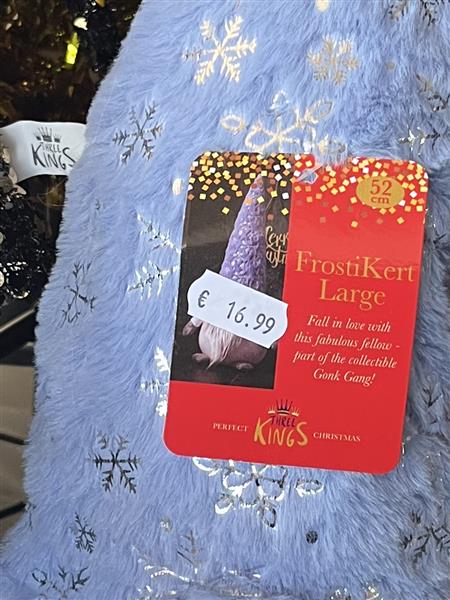 THREE
KINGS
52
cm
FrostiKert
Large
€ 16.99
Fall in love with
this fabulous fellow -
part of the collectible
Gonk Gang!
THREE
PERFECT KINGS CHRISTMAS